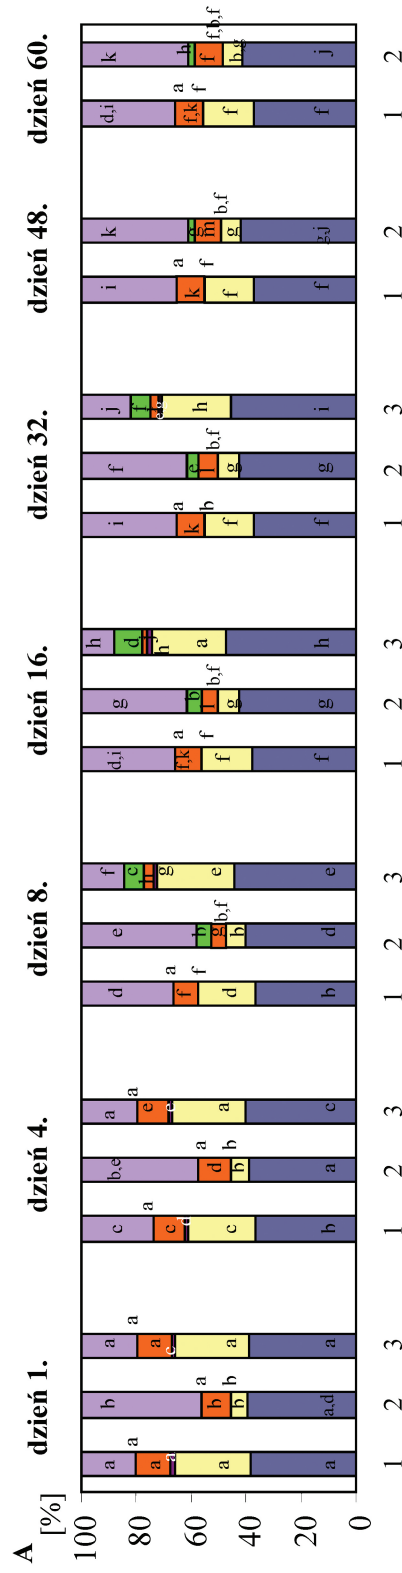 A
[%]
dzień 1. dzień 4. dzień 8. dzień 16. dzień 32. dzień 48. dzień 60.
100
80
60
40
20
0
a
a
a
a
a
a
b
a
b
b
b
a,d
a
a
a
c
a
a
c
a
c
d
c
b
b,e
a
d
b
b
a
a
a
e
e
a
c
d
a
f
f
d
b
e
b
g
b,f
b
d
f
c
h
g
e
e
d,i
a
f,k
f
f
f
g
b
l
b,f
g
g
h
d
j
h
a
h
i
a
k
b
f
f
f
e
l
b,f
g
g
j
f
e
g
h
i
i
a
k
f
f
f
k
g
m
b,f
g
g,j
d,i
a
f,k
f
f
f
k
h
f
f,b,f
b,g
j
1 2 3 1 2 3 1 2 3 1 2 3 1 2 3 1 2 1 2